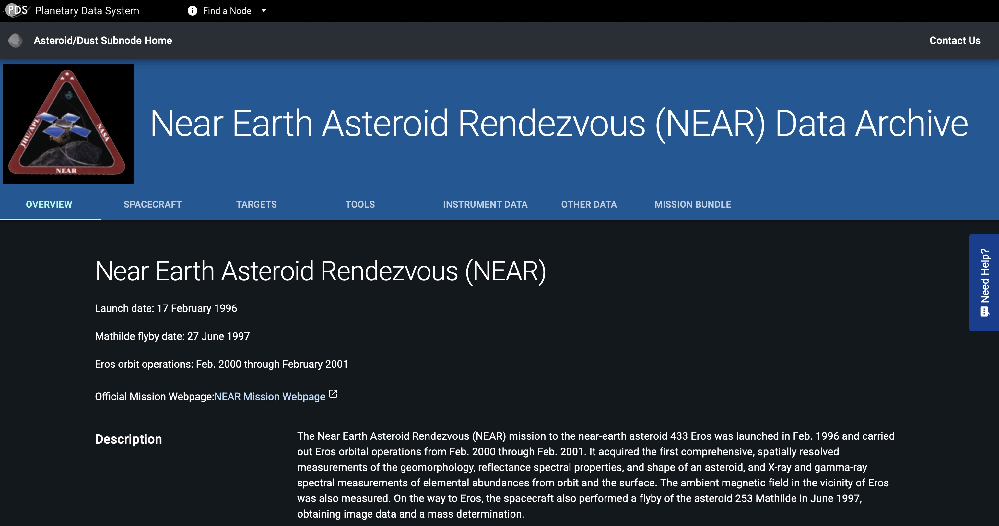 PDS Planetary Data System
Find a Node
Asteroid/Dust Subnode Home
Contact Us
JHU/APL
NASA
NEAR
Near Earth Asteroid Rendezvous (NEAR) Data Archive
OVERVIEW SPACECRAFT TARGETS TOOLS INSTRUMENT DATA OTHER DATA MISSION BUNDLE
Near Earth Asteroid Rendezvous (NEAR)
Need Help?
Launch date: 17 February 1996
Mathilde flyby date: 27 June 1997
Eros orbit operations: Feb. 2000 through February 2001
Official Mission Webpage:NEAR Mission Webpage
Description
The Near Earth Asteroid Rendezvous (NEAR) mission to the near-earth asteroid 433 Eros was launched in Feb. 1996 and carried
out Eros orbital operations from Feb. 2000 through Feb. 2001. It acquired the first comprehensive, spatially resolved
measurements of the geomorphology, reflectance spectral properties, and shape of an asteroid, and X-ray and gamma-ray
spectral measurements of elemental abundances from orbit and the surface. The ambient magnetic field in the vicinity of Eros
was also measured. On the way to Eros, the spacecraft also performed a flyby of the asteroid 253 Mathilde in June 1997,
obtaining image data and a mass determination.